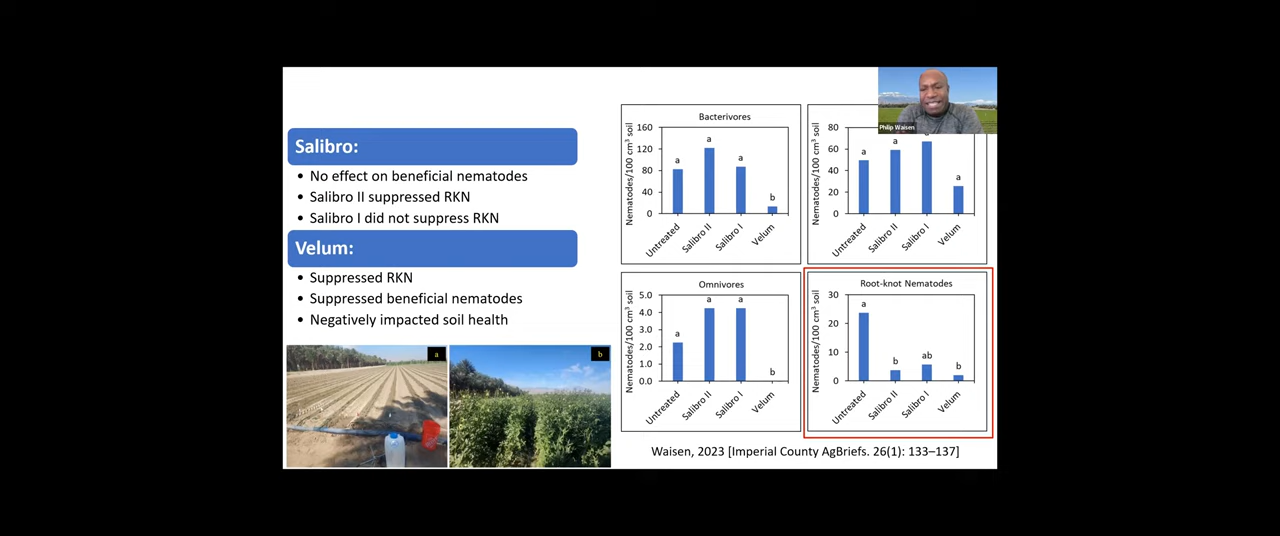 Salibro:
• No effect on beneficial nematodes
• Salibro II suppressed RKN
• Salibro I did not suppress RKN
Velum:
• Suppressed RKN
• Suppressed beneficial nematodes
• Negatively impacted soil health
a
b
Bacterivores
Nematodes/100 cm³ soil
160
120
80
40
0
a
a
a
b
Untreated
Salibro II
Salibro I
Velum
Philip Waisen
Nematodes/100 cm³ soil
80
60
40
20
0
a
a
a
Untreated
Salibro II
Salibro I
Velum
Omnivores
Nematodes/100 cm³ soil
5.0
4.0
3.0
2.0
1.0
0.0
a
a
a
b
Untreated
Salibro II
Salibro I
Velum
Root-knot Nematodes
Nematodes/100 cm³ soil
30
20
10
0
a
b
ab
b
Untreated
Salibro II
Salibro I
Velum
Waisen, 2023 [Imperial County AgBriefs. 26(1): 133–137]